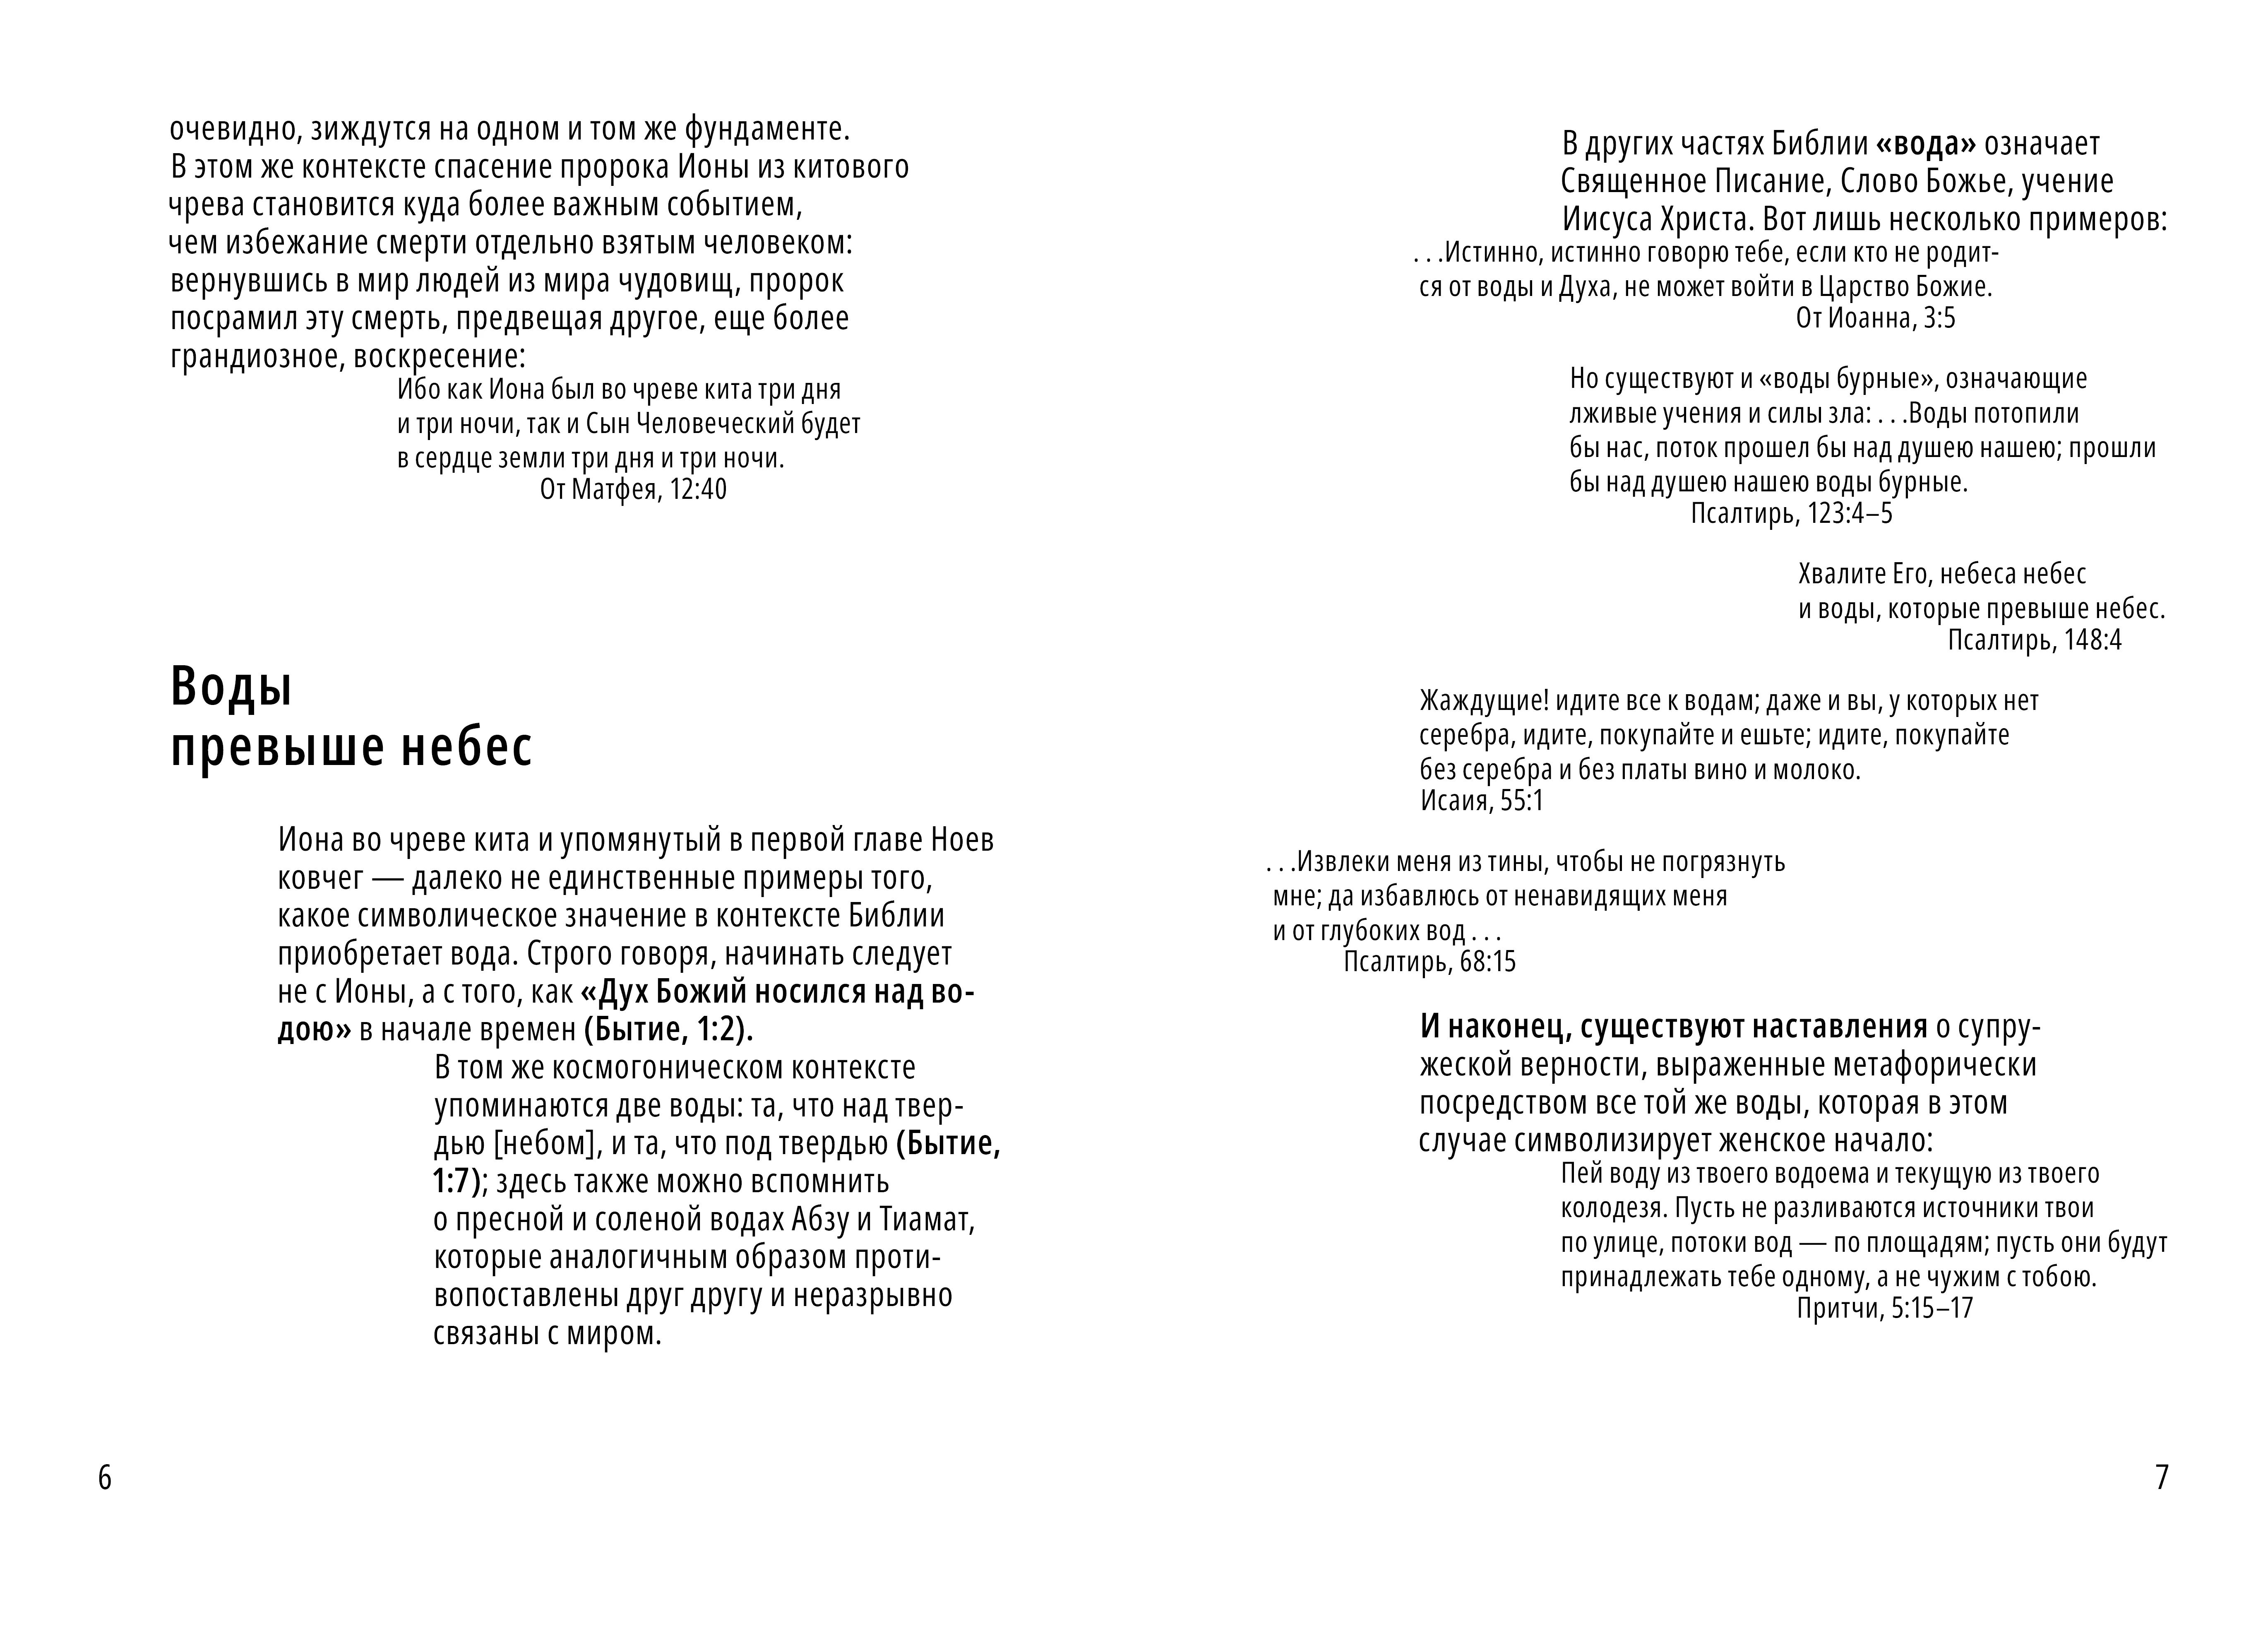 очевидно, зиждутся на одном и том же фундаменте.
В этом же контексте спасение пророка Ионы из китового
чрева становится куда более важным событием,
чем избежание смерти отдельно взятым человеком:
вернувшись в мир людей из мира чудовищ, пророк
посрамил эту смерть, предвещая другое, еще более
грандиозное, воскресение:
Ибо как Иона был во чреве кита три дня
и три ночи, так и Сын Человеческий будет
в сердце земли три дня и три ночи.
От Матфея, 12:40
Воды
превыше небес
Иона во чреве кита и упомянутый в первой главе Ноев
ковчег — далеко не единственные примеры того,
какое символическое значение в контексте Библии
приобретает вода. Строго говоря, начинать следует
не с Ионы, а с того, как «Дух Божий носился над во-
дою» в начале времен (Бытие, 1:2).
В том же космогоническом контексте
упоминаются две воды: та, что над твер-
дью [небом], и та, что под твердью (Бытие,
1:7); здесь также можно вспомнить
о пресной и соленой водах Абзу и Тиамат,
которые аналогичным образом проти-
вопоставлены друг другу и неразрывно
связаны с миром.
6
В других частях Библии «вода» означает
Священное Писание, Слово Божье, учение
Иисуса Христа. Вот лишь несколько примеров:
. . .Истинно, истинно говорю тебе, если кто не родит-
ся от воды и Духа, не может войти в Царство Божие.
От Иоанна, 3:5
Но существуют и «воды бурные», означающие
лживые учения и силы зла: . . .Воды потопили
бы нас, поток прошел бы над душею нашею; прошли
бы над душею нашею воды бурные.
Псалтирь, 123:4–5
Хвалите Его, небеса небес
и воды, которые превыше небес.
Псалтирь, 148:4
Жаждущие! идите все к водам; даже и вы, у которых нет
серебра, идите, покупайте и ешьте; идите, покупайте
без серебра и без платы вино и молоко.
Исаия, 55:1
. . .Извлеки меня из тины, чтобы не погрязнуть
мне; да избавлюсь от ненавидящих меня
и от глубоких вод . . .
Псалтирь, 68:15
И наконец, существуют наставления о супру-
жеской верности, выраженные метафорически
посредством все той же воды, которая в этом
случае символизирует женское начало:
Пей воду из твоего водоема и текущую из твоего
колодезя. Пусть не разливаются источники твои
по улице, потоки вод — по площадям; пусть они будут
принадлежать тебе одному, а не чужим с тобою.
Притчи, 5:15–17
7